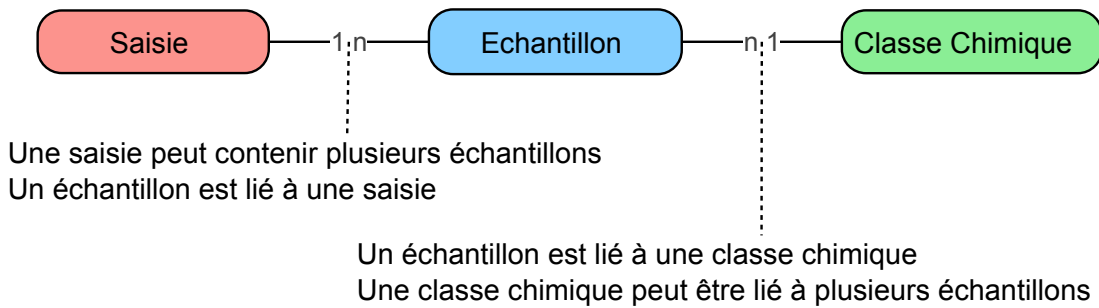 Saisie 1,n Echantillon n,1 Classe Chimique
Une saisie peut contenir plusieurs échantillons
Un échantillon est lié à une saisie
Un échantillon est lié à une classe chimique
Une classe chimique peut être lié à plusieurs échantillons